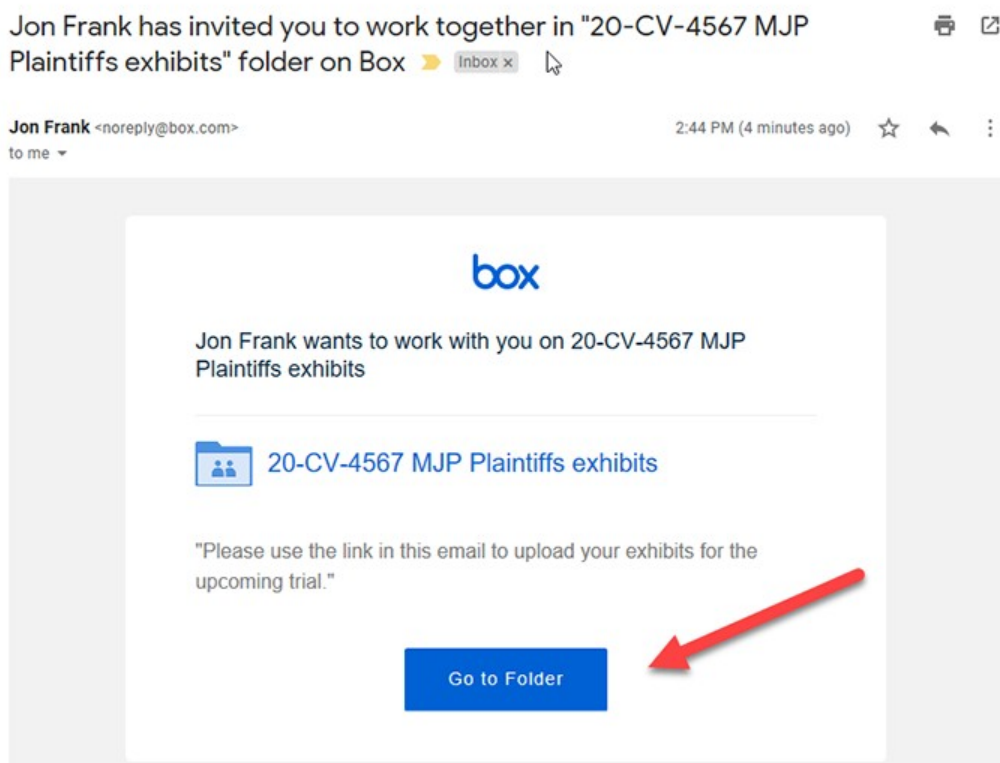 Jon Frank has invited you to work together in "20-CV-4567 MJP
Plaintiffs exhibits" folder on Box Inbox x
Jon Frank <noreply@box.com> 2:44 PM (4 minutes ago)
to me
box
Jon Frank wants to work with you on 20-CV-4567 MJP
Plaintiffs exhibits
20-CV-4567 MJP Plaintiffs exhibits
"Please use the link in this email to upload your exhibits for the
upcoming trial."
Go to Folder